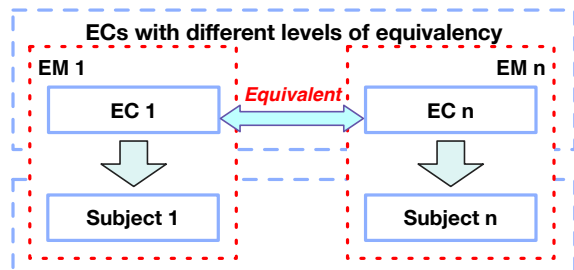 ECs with different levels of equivalency
EM 1
EM n
Equivalent
EC 1
EC n
Subject 1
Subject n